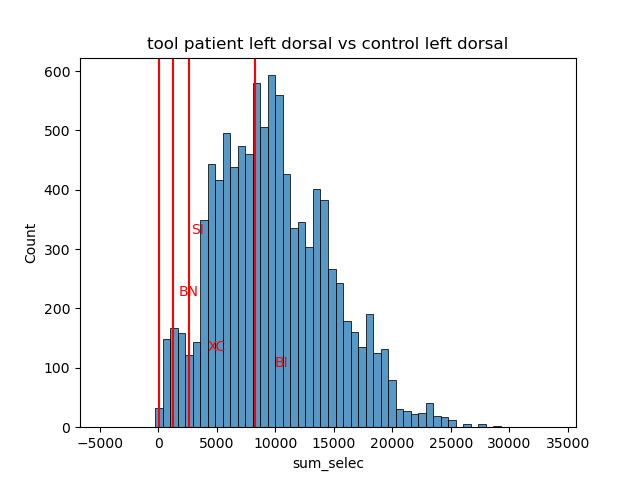 tool patient left dorsal vs control left dorsal
600
500
400
300
200
100
0
Count
SI
BN
XC
BI
−5000 0 5000 10000 15000 20000 25000 30000 35000
sum_selec